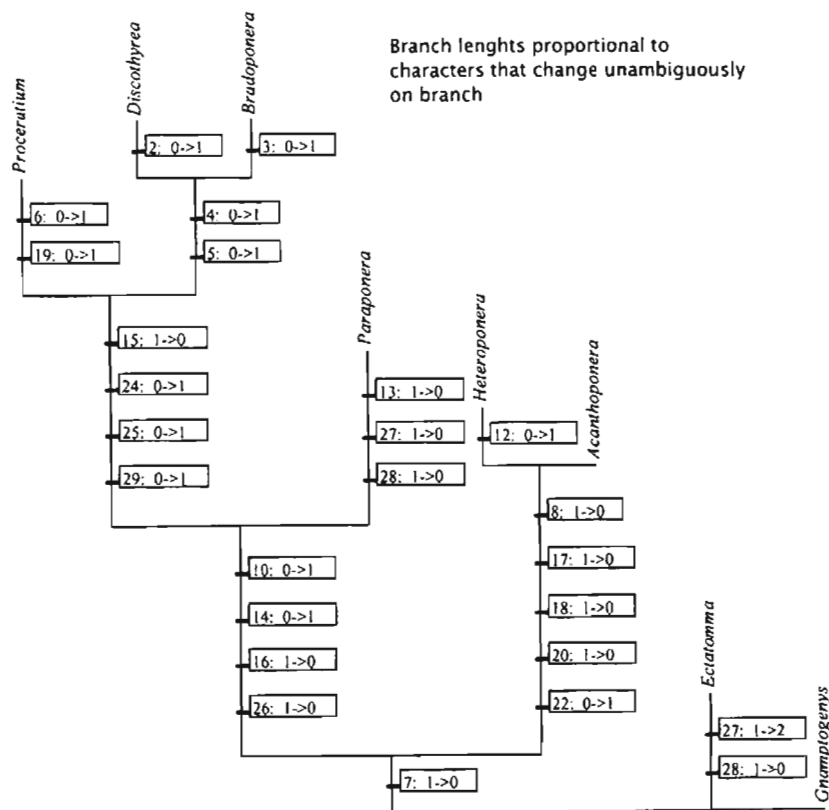 Branch lenghts proportional to
characters that change unambiguously
on branch
Discothyrea
Bradoponera
Proceratium
2: 0->1
3: 0->1
6: 0->1
4: 0->1
19: 0->1
5: 0->1
15: 1->0
Paraponera
Heteroponera
Acanthoponera
24: 0->1
13: 1->0
25: 0->1
27: 1->0
12: 0->1
29: 0->1
28: 1->0
8: 1->0
10: 0->1
17: 1->0
14: 0->1
18: 1->0
16: 1->0
20: 1->0
26: 1->0
22: 0->1
Ectatomma
Gnamptogenys
27: 1->2
7: 1->0
28: 1->0